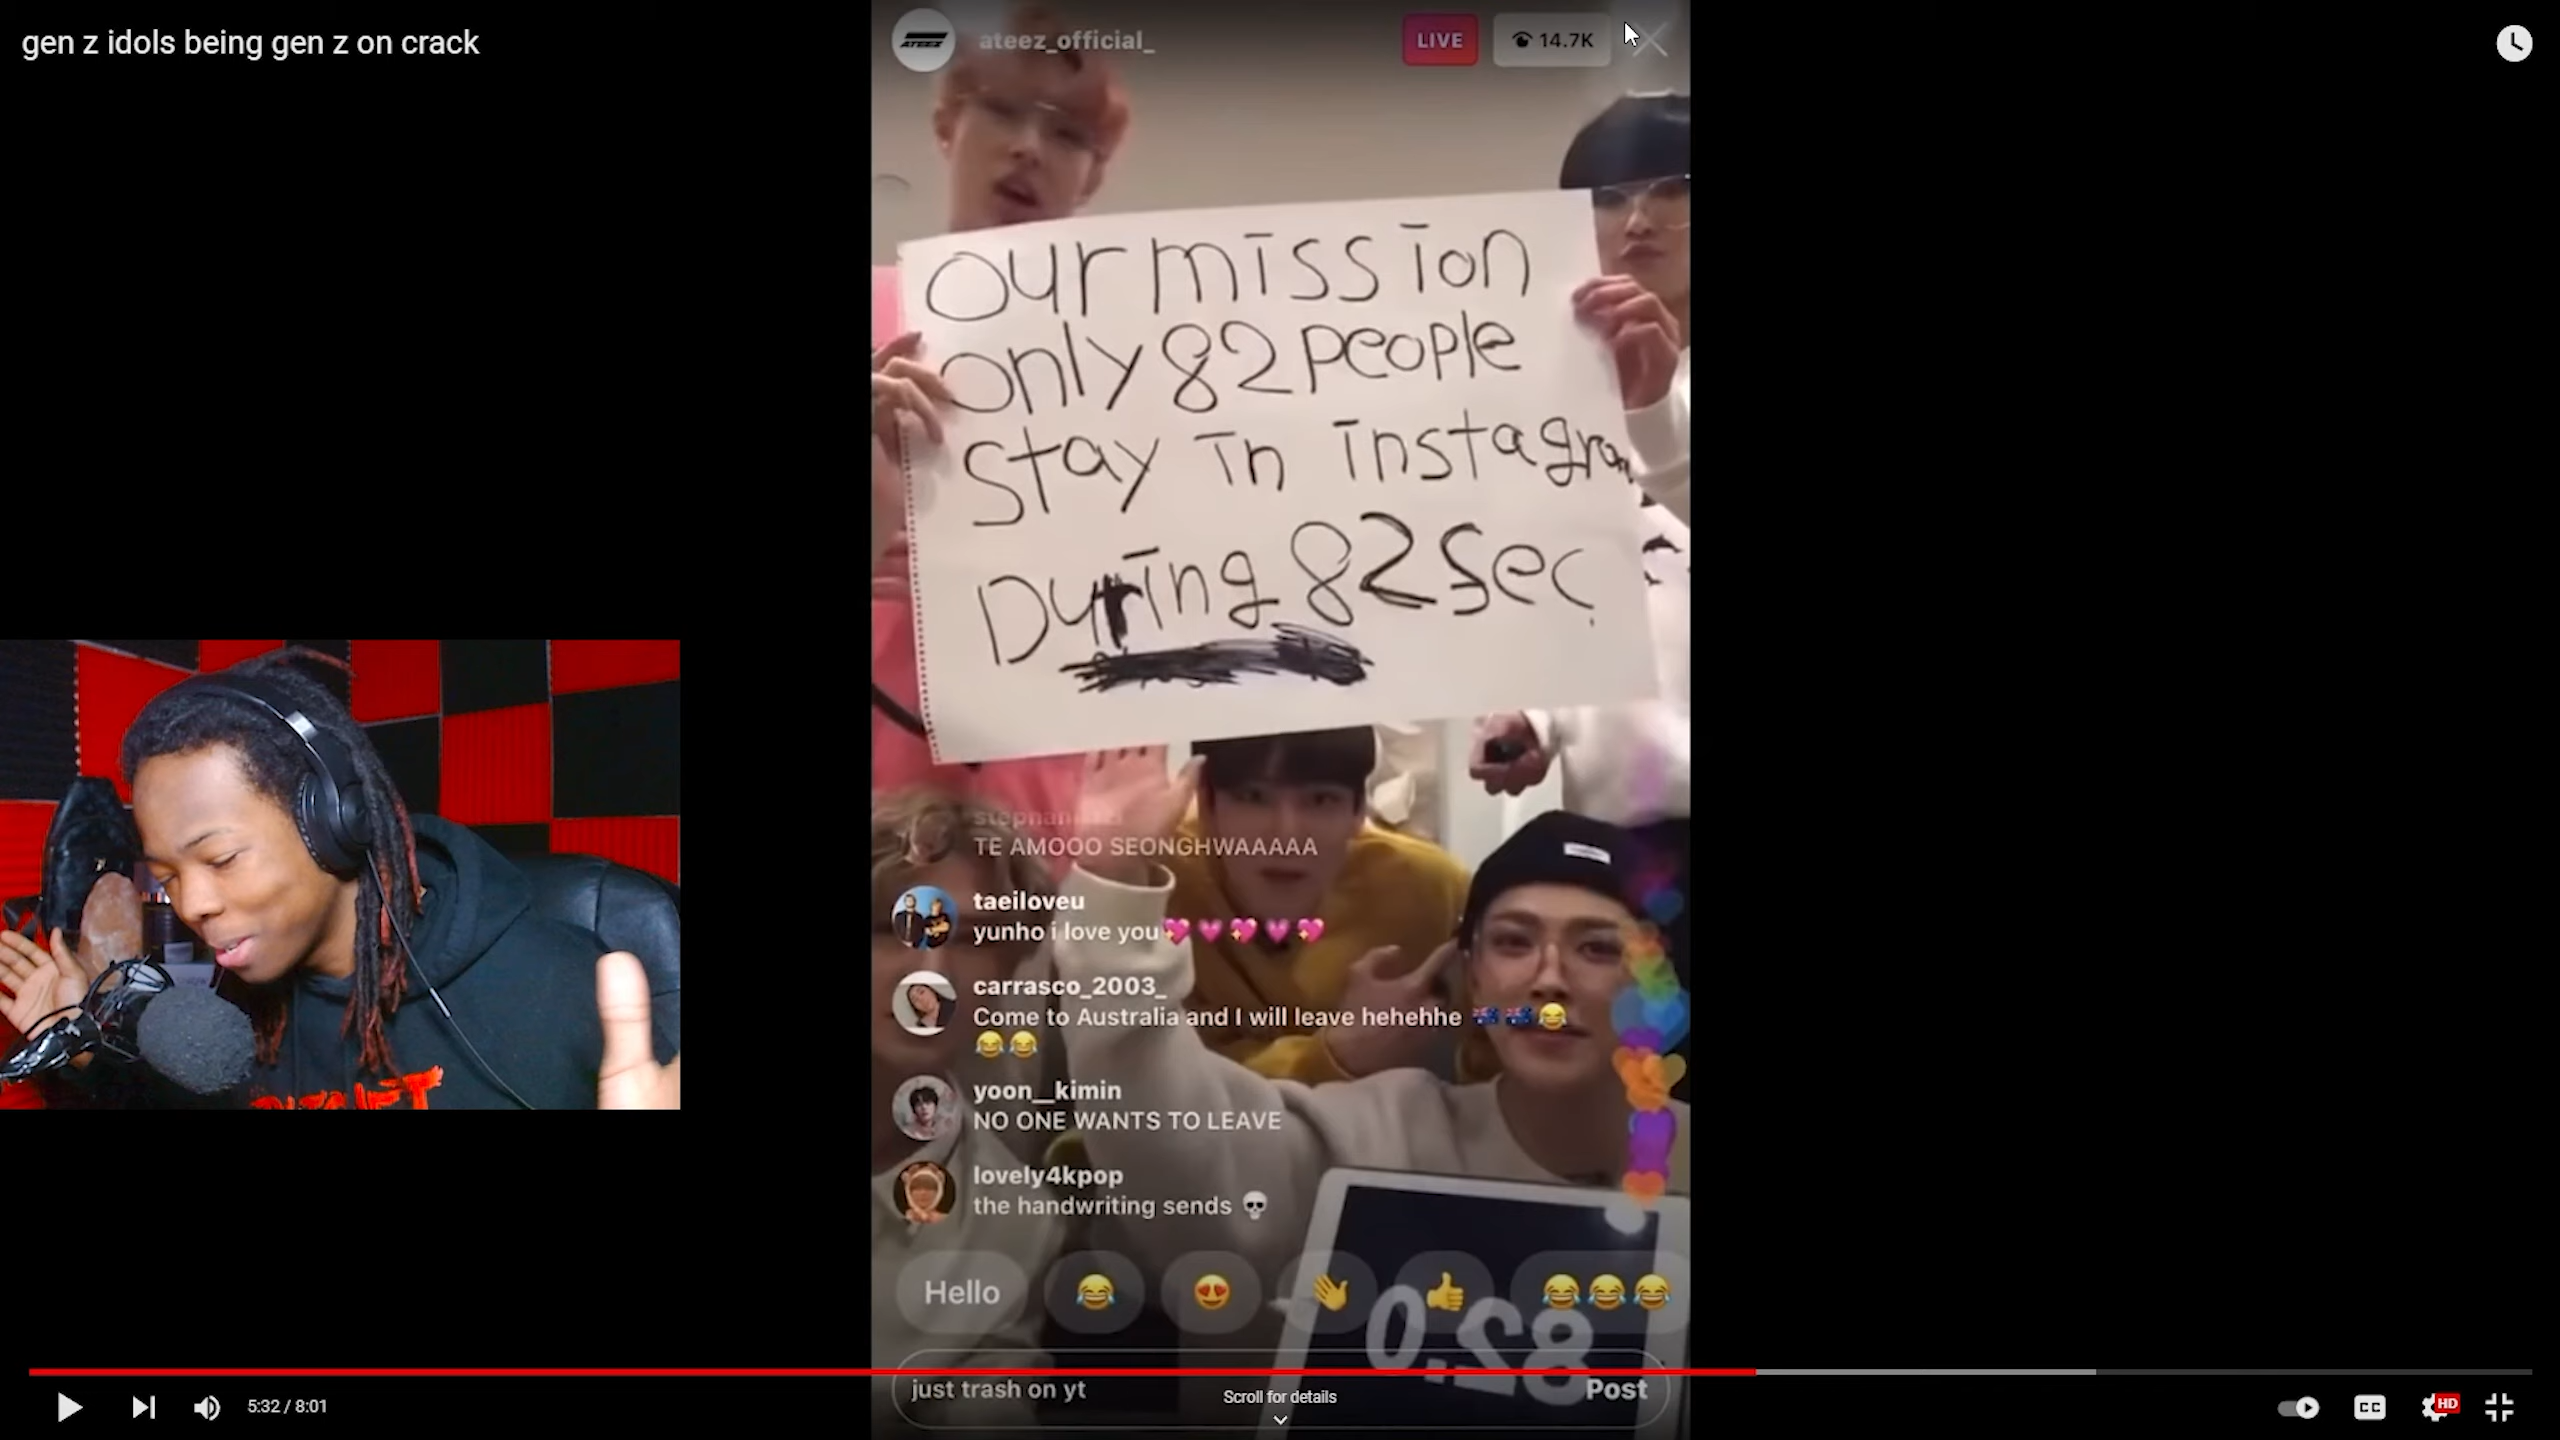 gen z idols being gen z on crack
ATEEZ
ateez_official_
LIVE
14.7K
our mission
only 82 people
stay in instagram
During 82 sec.
TE AMOOO SEONGHWAAAAA
taeiloveu
yunho i love you💖💗💖💗💖
carrasco_2003_
Come to Australia and I will leave hehehhe 🇦🇺🇦🇺😂
😂😂
yoon__kimin
NO ONE WANTS TO LEAVE
lovely4kpop
the handwriting sends 💀
Hello 😂 😍 👋 👍 😂😂😂
just trash on yt
Post
Scroll for details
5:32 / 8:01
CC
HD